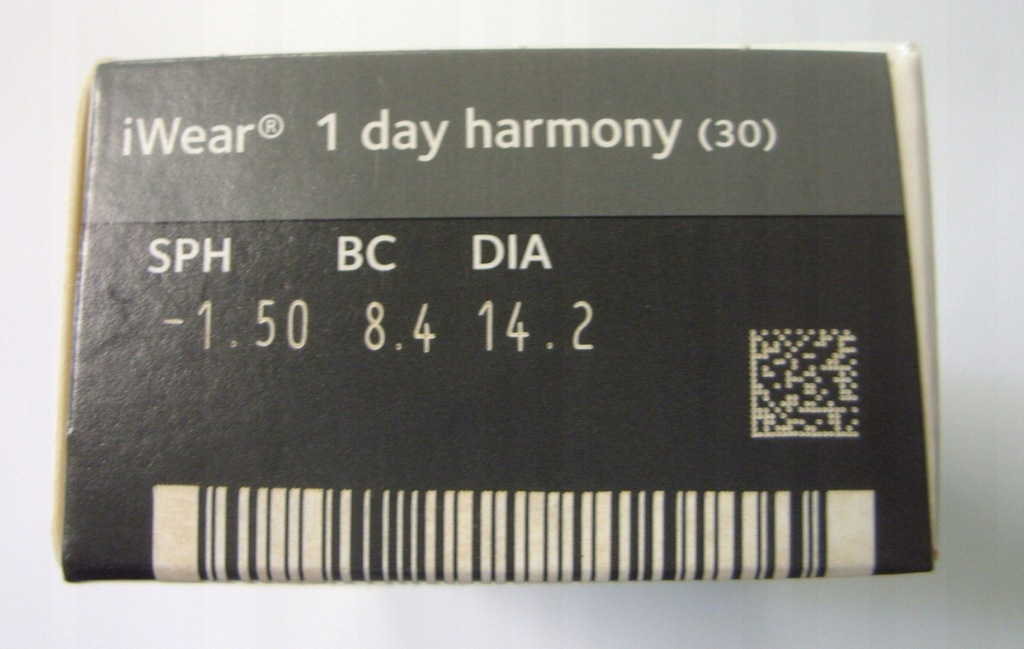 iWear® 1 day harmony (30)
SPH BC DIA
-1.50 8.4 14.2